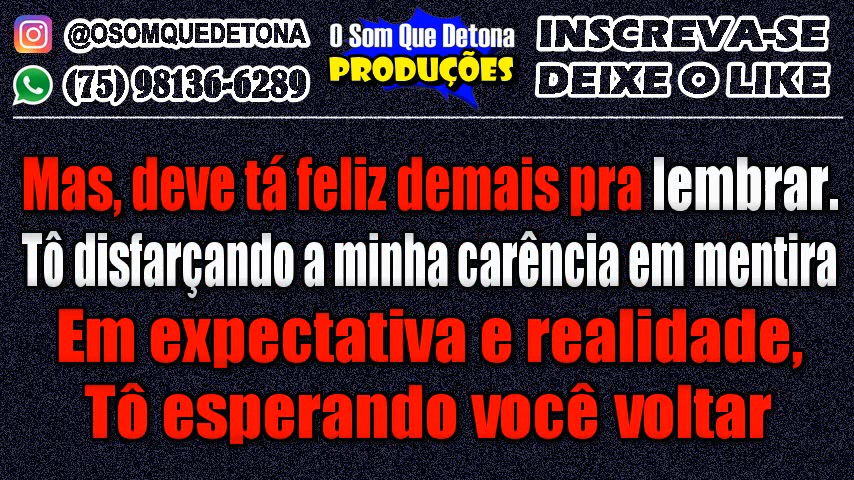 @OSOMQUEDETONA
(75) 98136-6289
O Som Que Detona
PRODUÇÕES
INSCREVA-SE
DEIXE O LIKE
Mas, deve tá feliz demais pra lembrar.
Tô disfarçando a minha carência em mentira
Em expectativa e realidade,
Tô esperando você voltar